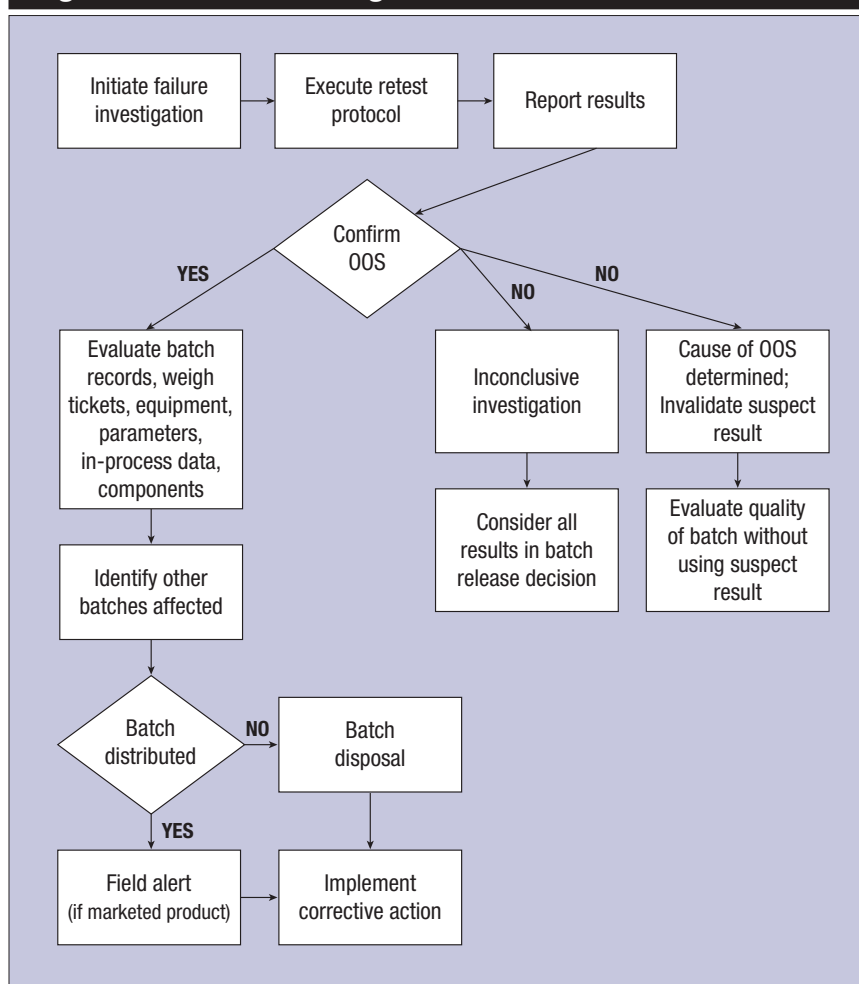 Initiate failure
investigation
Execute retest
protocol
Report results
Confirm
OOS
YES
NO
NO
Evaluate batch
records, weigh
tickets, equipment,
parameters,
in-process data,
components
Inconclusive
investigation
Cause of OOS
determined;
Invalidate suspect
result
Consider all
results in batch
release decision
Evaluate quality
of batch without
using suspect
result
Identify other
batches affected
Batch
distributed
NO
Batch
disposal
YES
Field alert
(if marketed product)
Implement
corrective action